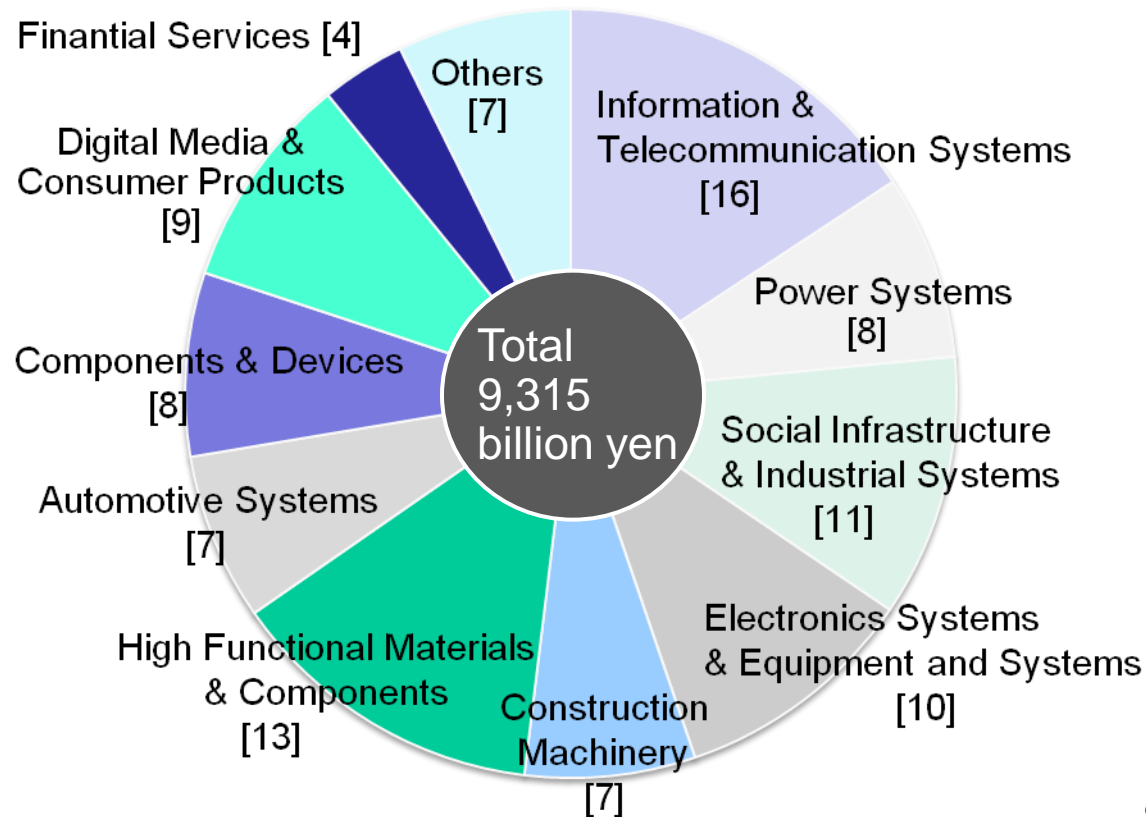 Finantial Services [4]
Others
[7]
Information &
Telecommunication Systems
[16]
Digital Media &
Consumer Products
[9]
Power Systems
[8]
Total
9,315
billion yen
Components & Devices
[8]
Social Infrastructure
& Industrial Systems
[11]
Automotive Systems
[7]
Electronics Systems
& Equipment and Systems
[10]
High Functional Materials
& Components
[13]
Construction
Machinery
[7]